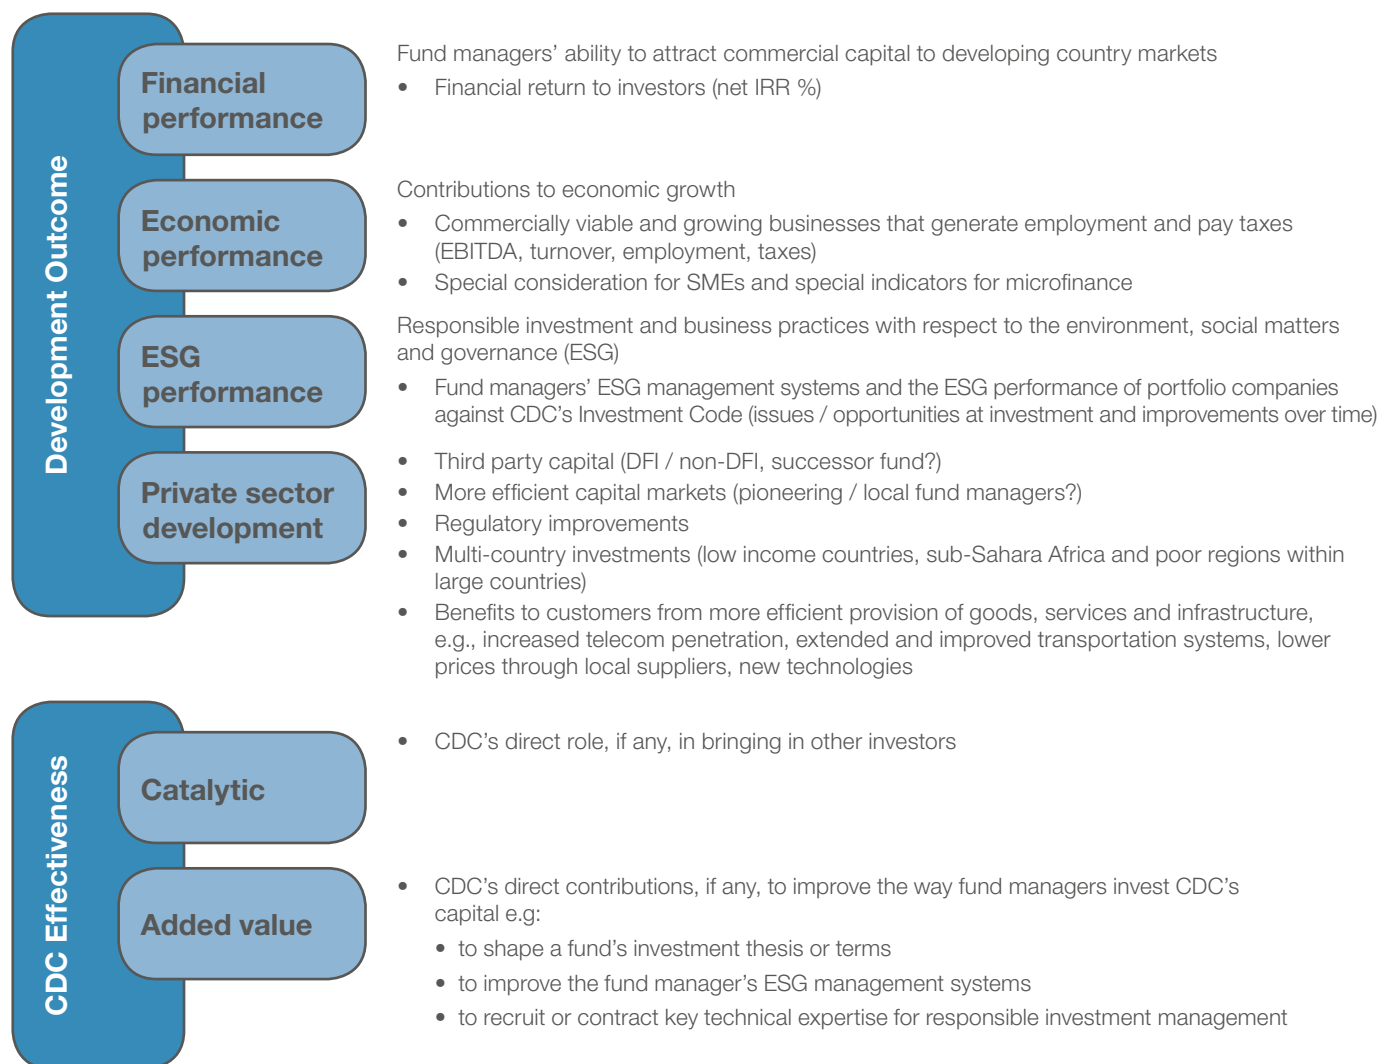 Development Outcome
Financial
performance
Fund managers’ ability to attract commercial capital to developing country markets
• Financial return to investors (net IRR %)
Economic
performance
Contributions to economic growth
• Commercially viable and growing businesses that generate employment and pay taxes
(EBITDA, turnover, employment, taxes)
• Special consideration for SMEs and special indicators for microfinance
ESG
performance
Responsible investment and business practices with respect to the environment, social matters
and governance (ESG)
• Fund managers’ ESG management systems and the ESG performance of portfolio companies
against CDC’s Investment Code (issues / opportunities at investment and improvements over time)
Private sector
development
• Third party capital (DFI / non-DFI, successor fund?)
• More efficient capital markets (pioneering / local fund managers?)
• Regulatory improvements
• Multi-country investments (low income countries, sub-Sahara Africa and poor regions within
large countries)
• Benefits to customers from more efficient provision of goods, services and infrastructure,
e.g., increased telecom penetration, extended and improved transportation systems, lower
prices through local suppliers, new technologies
CDC Effectiveness
Catalytic
• CDC’s direct role, if any, in bringing in other investors
Added value
• CDC’s direct contributions, if any, to improve the way fund managers invest CDC’s
capital e.g:
• to shape a fund’s investment thesis or terms
• to improve the fund manager’s ESG management systems
• to recruit or contract key technical expertise for responsible investment management